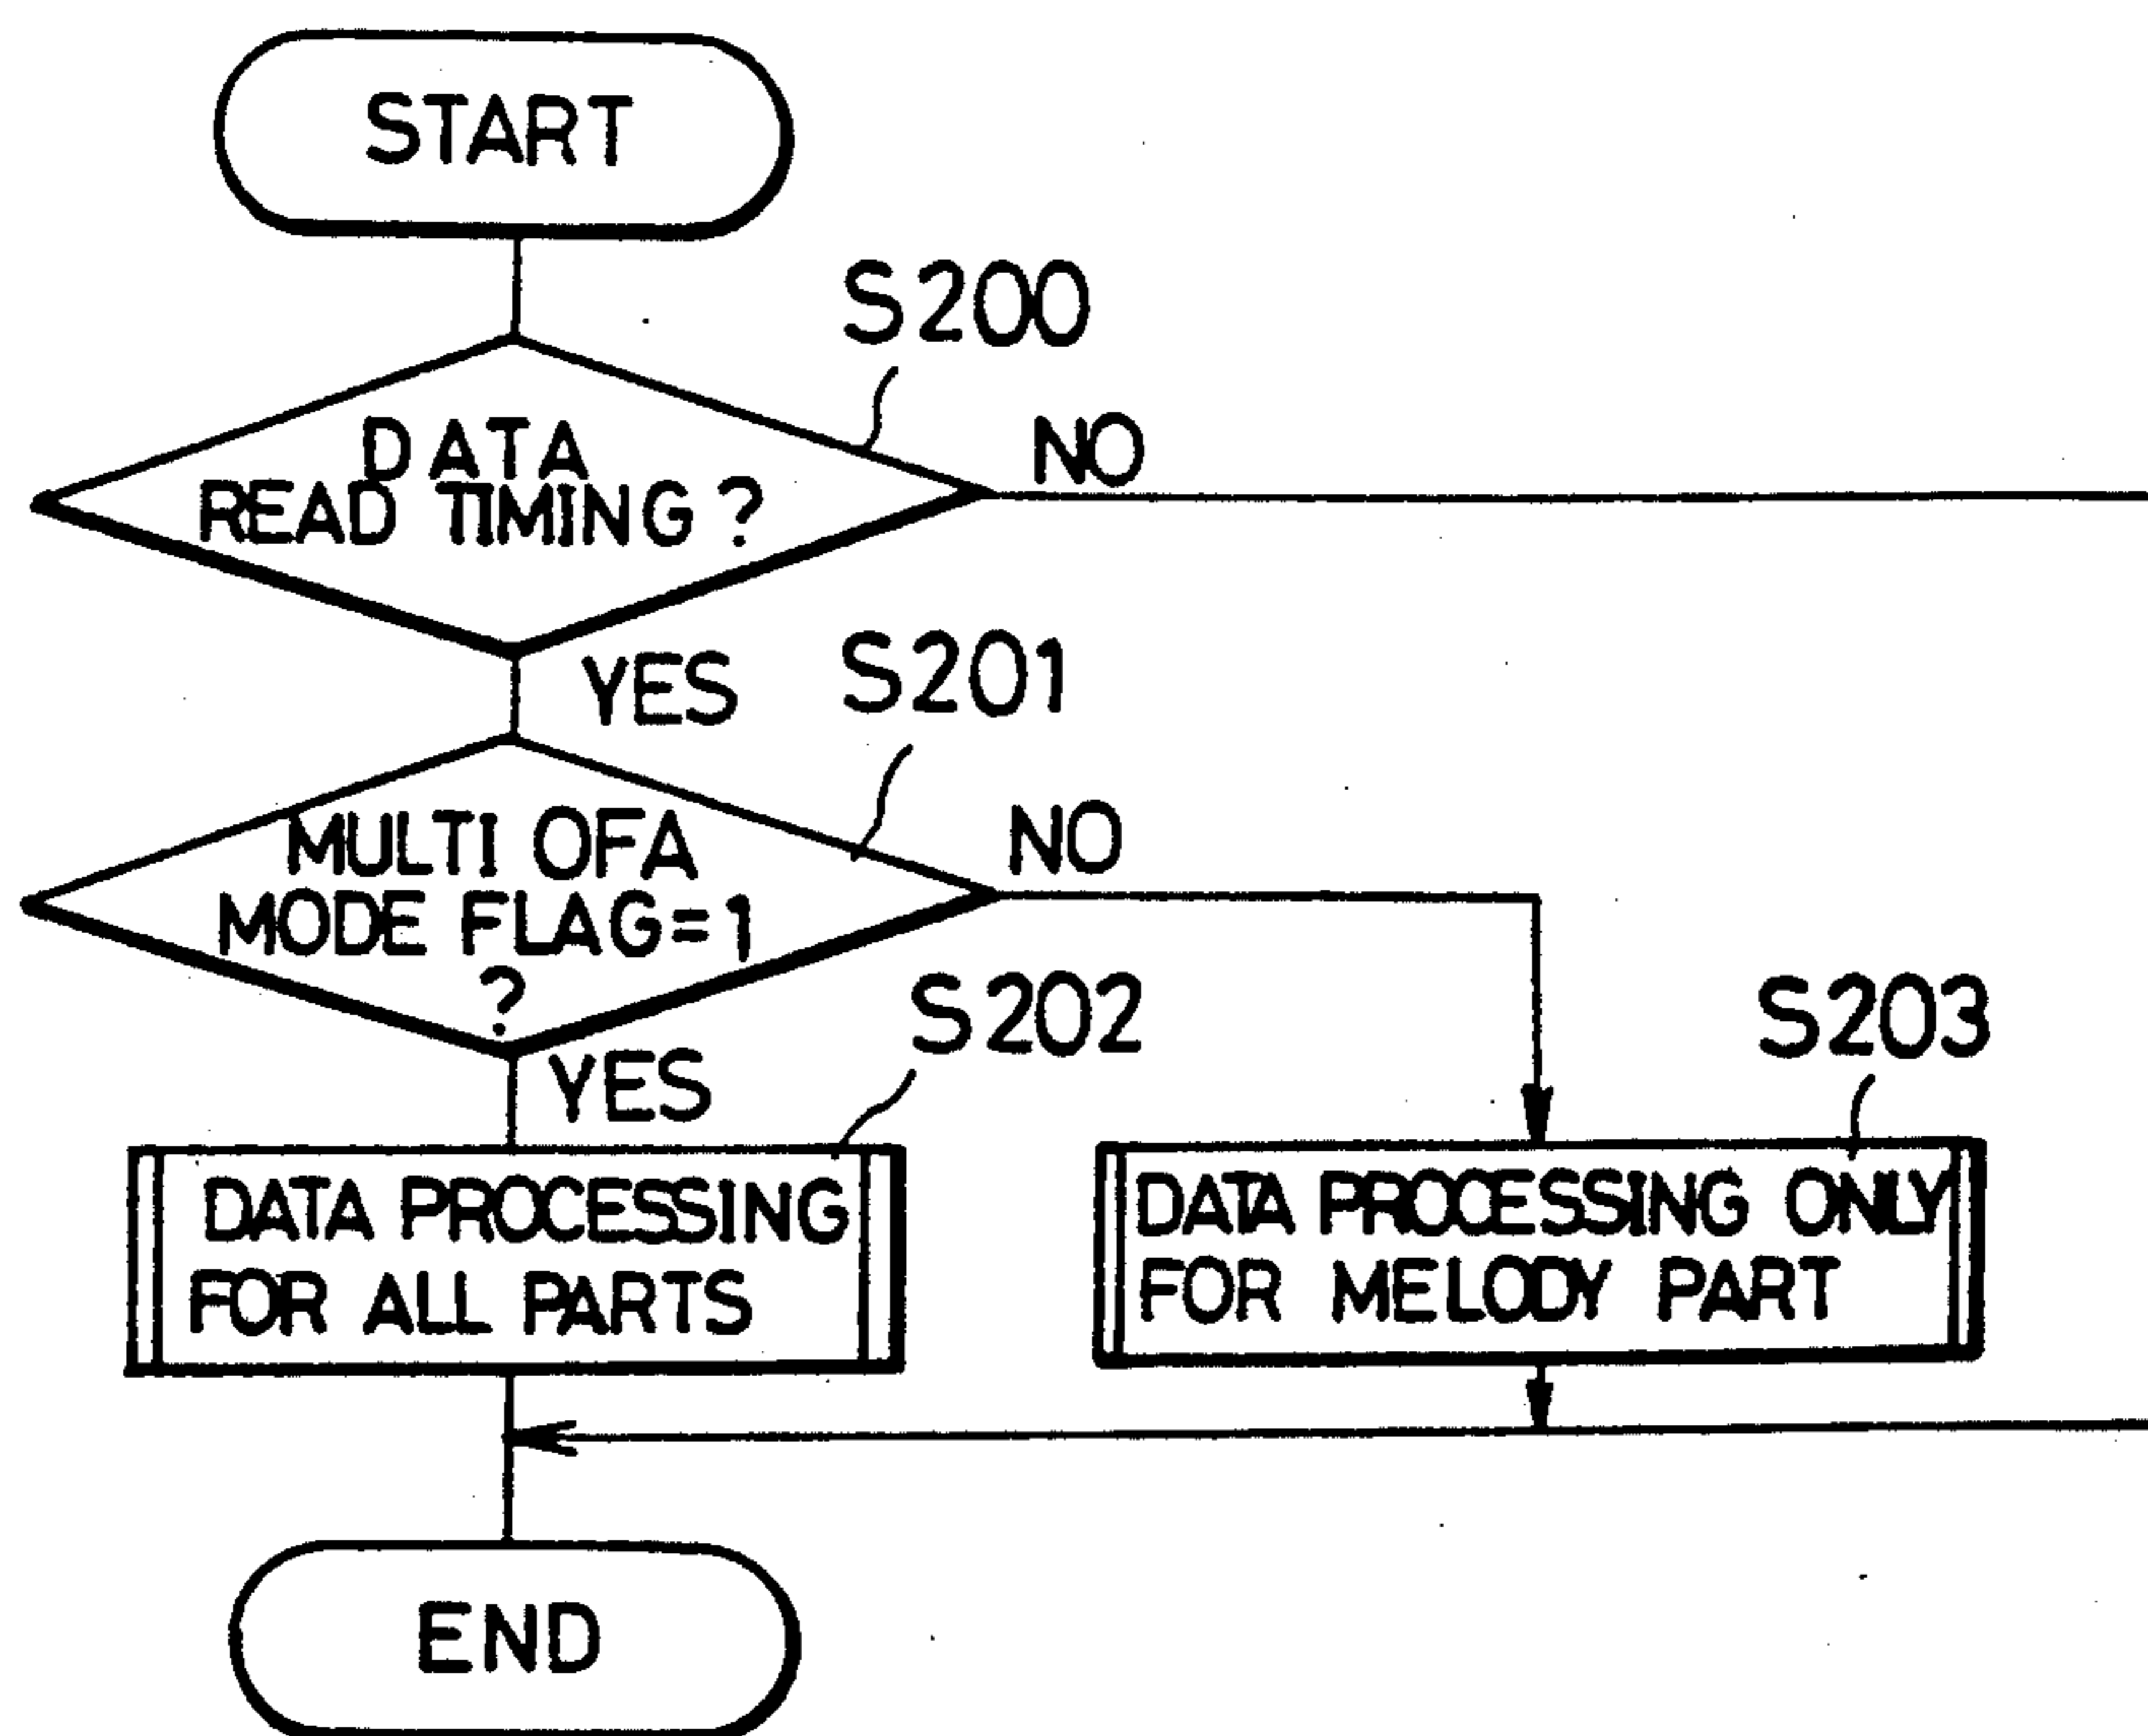 START
S200
DATA
READ TIMING ?
NO
YES
S201
MULTI OF A
MODE FLAG=1
?
NO
YES
S202
S203
DATA PROCESSING
FOR ALL PARTS
DATA PROCESSING ONLY
FOR MELODY PART
END